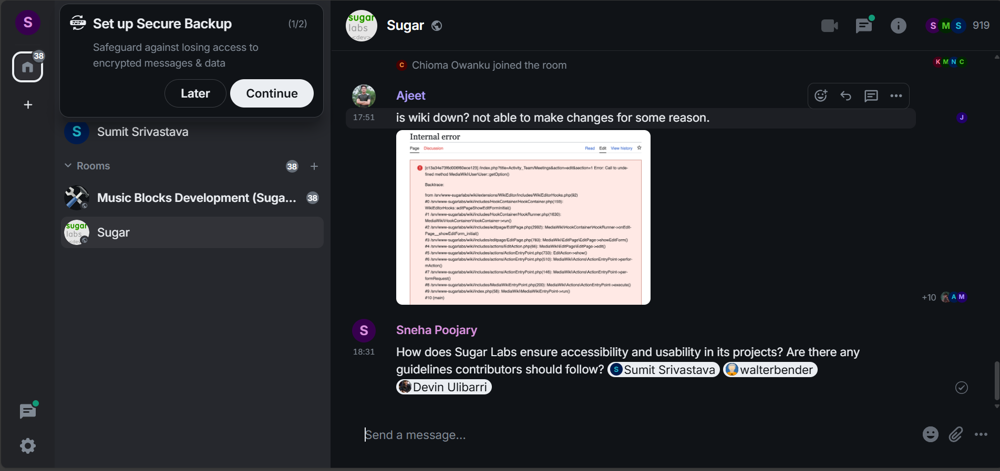 S
38
Set up Secure Backup
(1/2)
Safeguard against losing access to
encrypted messages & data
Later
Continue
S
Sumit Srivastava
Rooms
38
Music Blocks Development (Suga...
38
sugar
labs
<dev>
Sugar
sugar
labs
<dev>
Sugar
S M S
919
C
Chioma Owanku joined the room
K M N C
Ajeet
17:51
is wiki down? not able to make changes for some reason.
J
Internal error
Page
Discussion
Read
Edit
View history
[c13a34e73f6d006f60ece123] /index.php?title=Activity_Team/Meetings&action=edit&section=1 Error: Call to unde-
fined method MediaWiki\User\User::getOption()
Backtrace:
from /srv/www-sugarlabs/wiki/extensions/WikiEditor/includes/WikiEditorHooks.php(92)
#0 /srv/www-sugarlabs/wiki/includes/HookContainer/HookContainer.php(159):
WikiEditorHooks::editPageShowEditFormInitial()
#1 /srv/www-sugarlabs/wiki/includes/HookContainer/HookRunner.php(1630):
MediaWiki\HookContainer\HookContainer->run()
#2 /srv/www-sugarlabs/wiki/includes/editpage/EditPage.php(2992): MediaWiki\HookContainer\HookRunner->onEdit-
Page__showEditForm_initial()
#3 /srv/www-sugarlabs/wiki/includes/editpage/EditPage.php(783): MediaWiki\EditPage\EditPage->showEditForm()
#4 /srv/www-sugarlabs/wiki/includes/actions/EditAction.php(66): MediaWiki\EditPage\EditPage->edit()
#5 /srv/www-sugarlabs/wiki/includes/actions/ActionEntryPoint.php(733): EditAction->show()
#6 /srv/www-sugarlabs/wiki/includes/actions/ActionEntryPoint.php(510): MediaWiki\Actions\ActionEntryPoint->perfor-
mAction()
#7 /srv/www-sugarlabs/wiki/includes/actions/ActionEntryPoint.php(146): MediaWiki\Actions\ActionEntryPoint->per-
formRequest()
#8 /srv/www-sugarlabs/wiki/includes/MediaWikiEntryPoint.php(200): MediaWiki\Actions\ActionEntryPoint->execute()
#9 /srv/www-sugarlabs/wiki/index.php(58): MediaWiki\MediaWikiEntryPoint->run()
#10 {main}
+10
A M
S
Sneha Poojary
18:31
How does Sugar Labs ensure accessibility and usability in its projects? Are there any
guidelines contributors should follow? S Sumit Srivastava walterbender
Devin Ulibarri
Send a message...